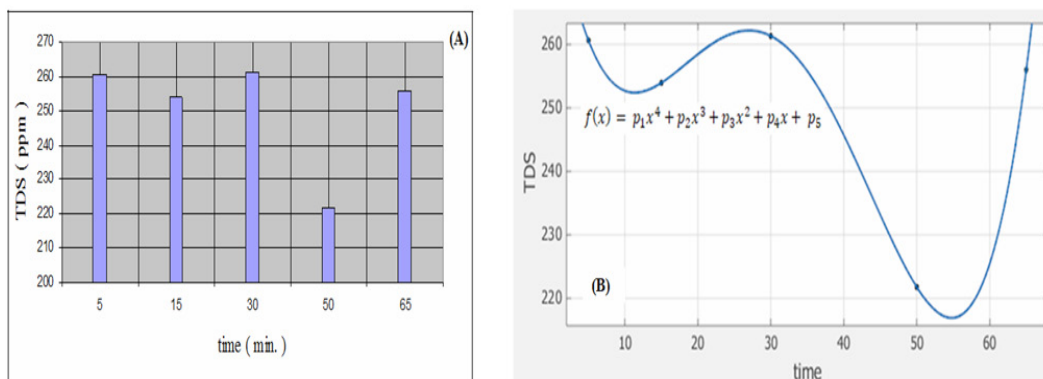 (A)
TDS ( ppm )
270
260
250
240
230
220
210
200
5 15 30 50 65
time ( min. )
TDS
260
250
240
230
220
f(x) = p₁x⁴ + p₂x³ + p₃x² + p₄x + p₅
(B)
10 20 30 40 50 60
time